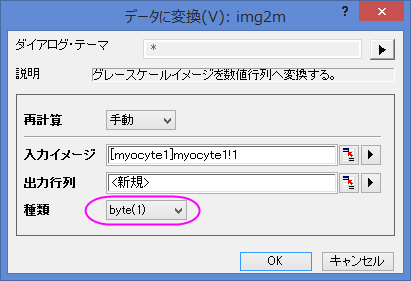 データに変換(V): img2m
?
ダイアログ・テーマ *
説明 グレースケールイメージを数値行列へ変換する。
再計算 手動
入力イメージ [myocyte1]myocyte1!1
出力行列 <新規>
種類 byte(1)
OK キャンセル